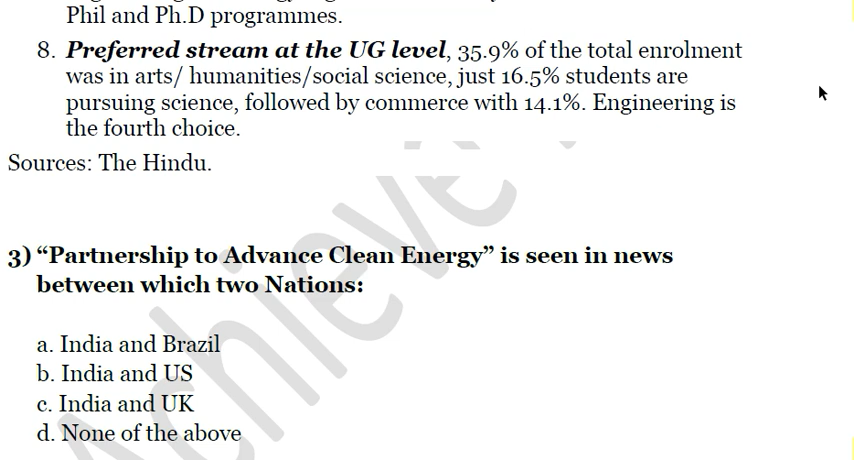 Phil and Ph.D programmes.
8. Preferred stream at the UG level, 35.9% of the total enrolment
was in arts/ humanities/social science, just 16.5% students are
pursuing science, followed by commerce with 14.1%. Engineering is
the fourth choice.
Sources: The Hindu.
3) “Partnership to Advance Clean Energy” is seen in news
between which two Nations:
a. India and Brazil
b. India and US
c. India and UK
d. None of the above
Achieve